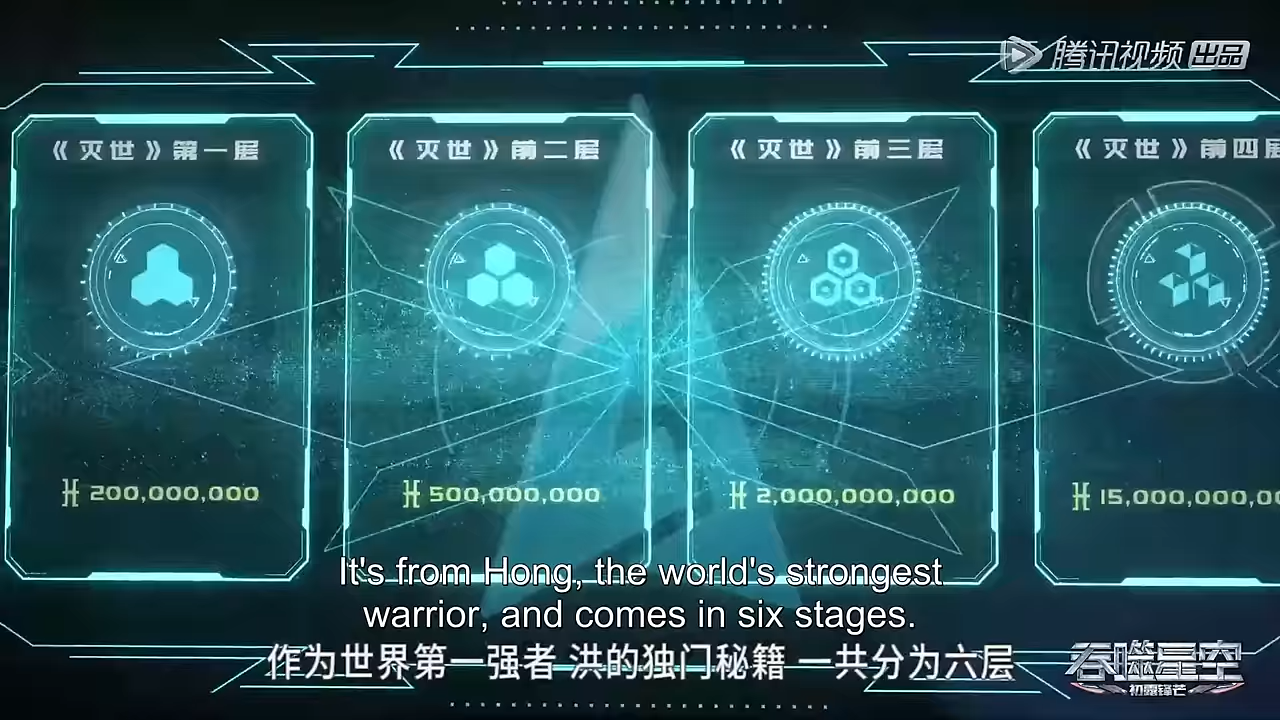 腾讯视频 出品
《灭世》第一层
《灭世》前二层
《灭世》前三层
《灭世》前四层
200,000,000
500,000,000
2,000,000,000
15,000,000,00
It's from Hong, the world's strongest
warrior, and comes in six stages.
作为世界第一强者 洪的独门秘籍 一共分为六层
吞噬星空
初露锋芒